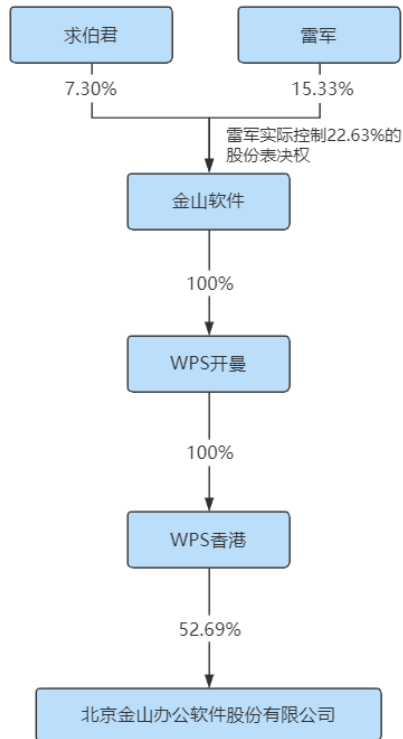 求伯君
雷军
7.30%
15.33%
雷军实际控制22.63%的
股份表决权
金山软件
100%
WPS开曼
100%
WPS香港
52.69%
北京金山办公软件股份有限公司